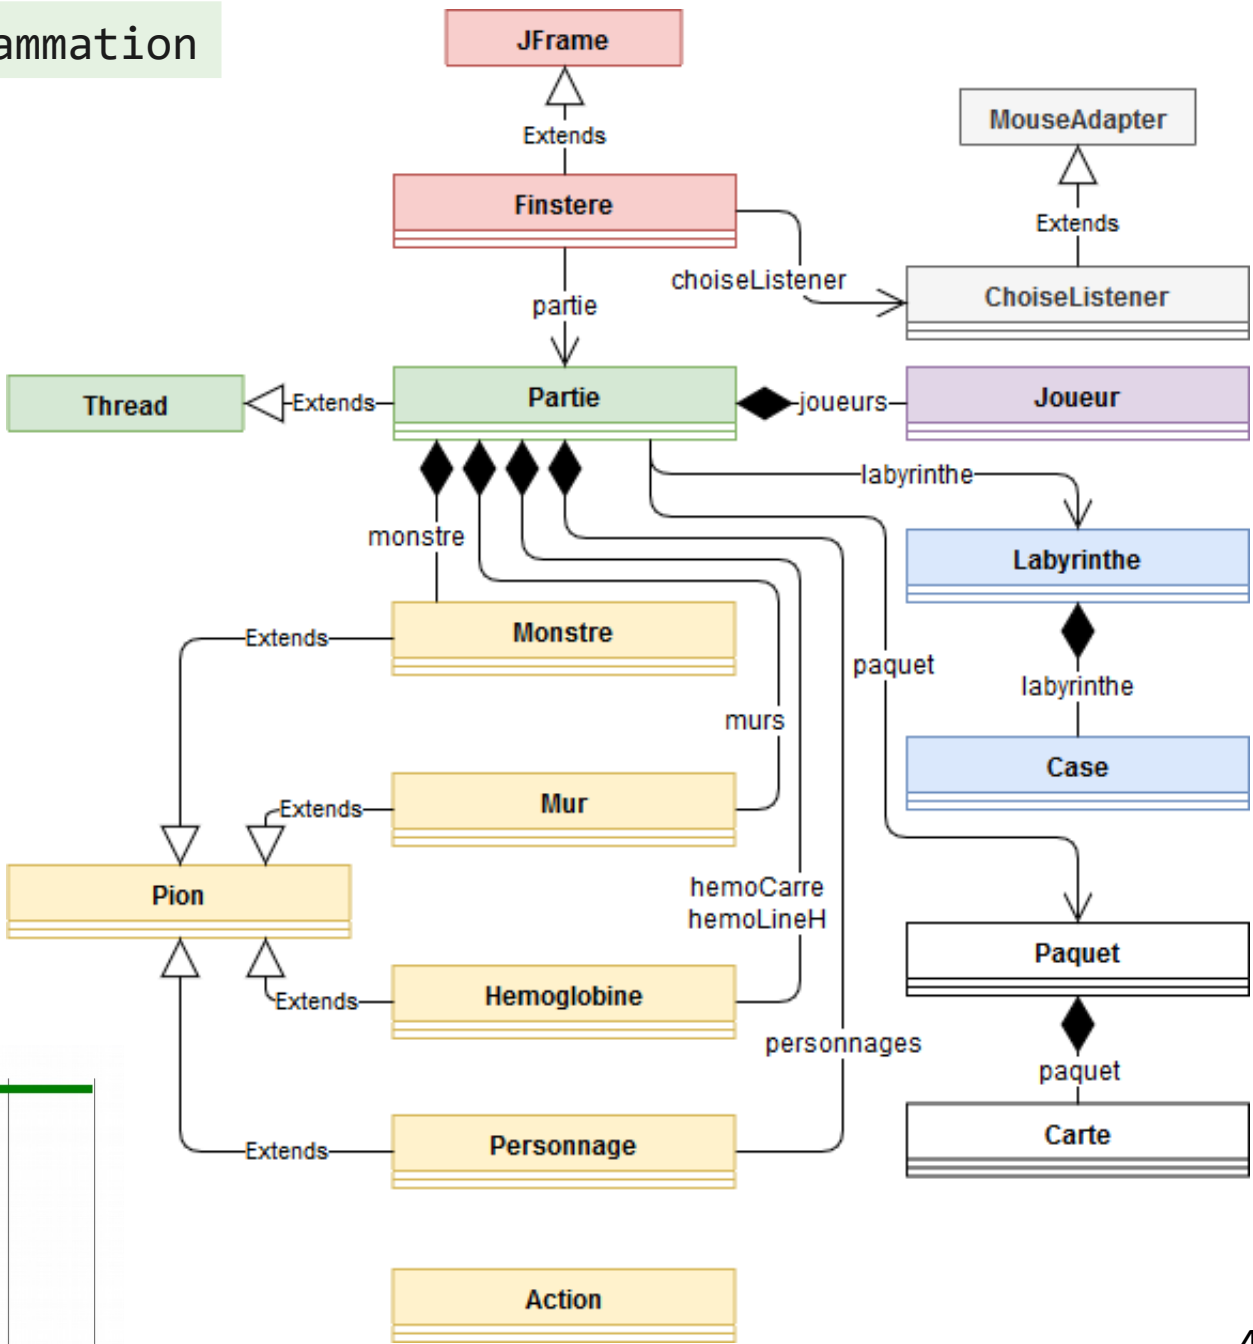 ammation
JFrame
Extends
MouseAdapter
Finstere
Extends
choiseListener
ChoiseListener
partie
Thread
Extends
Partie
joueurs
Joueur
labyrinthe
monstre
Labyrinthe
Extends
Monstre
paquet
labyrinthe
murs
Case
Extends
Mur
Pion
hemoCarre
hemoLineH
Paquet
Extends
Hemoglobine
personnages
paquet
Carte
Extends
Personnage
Action